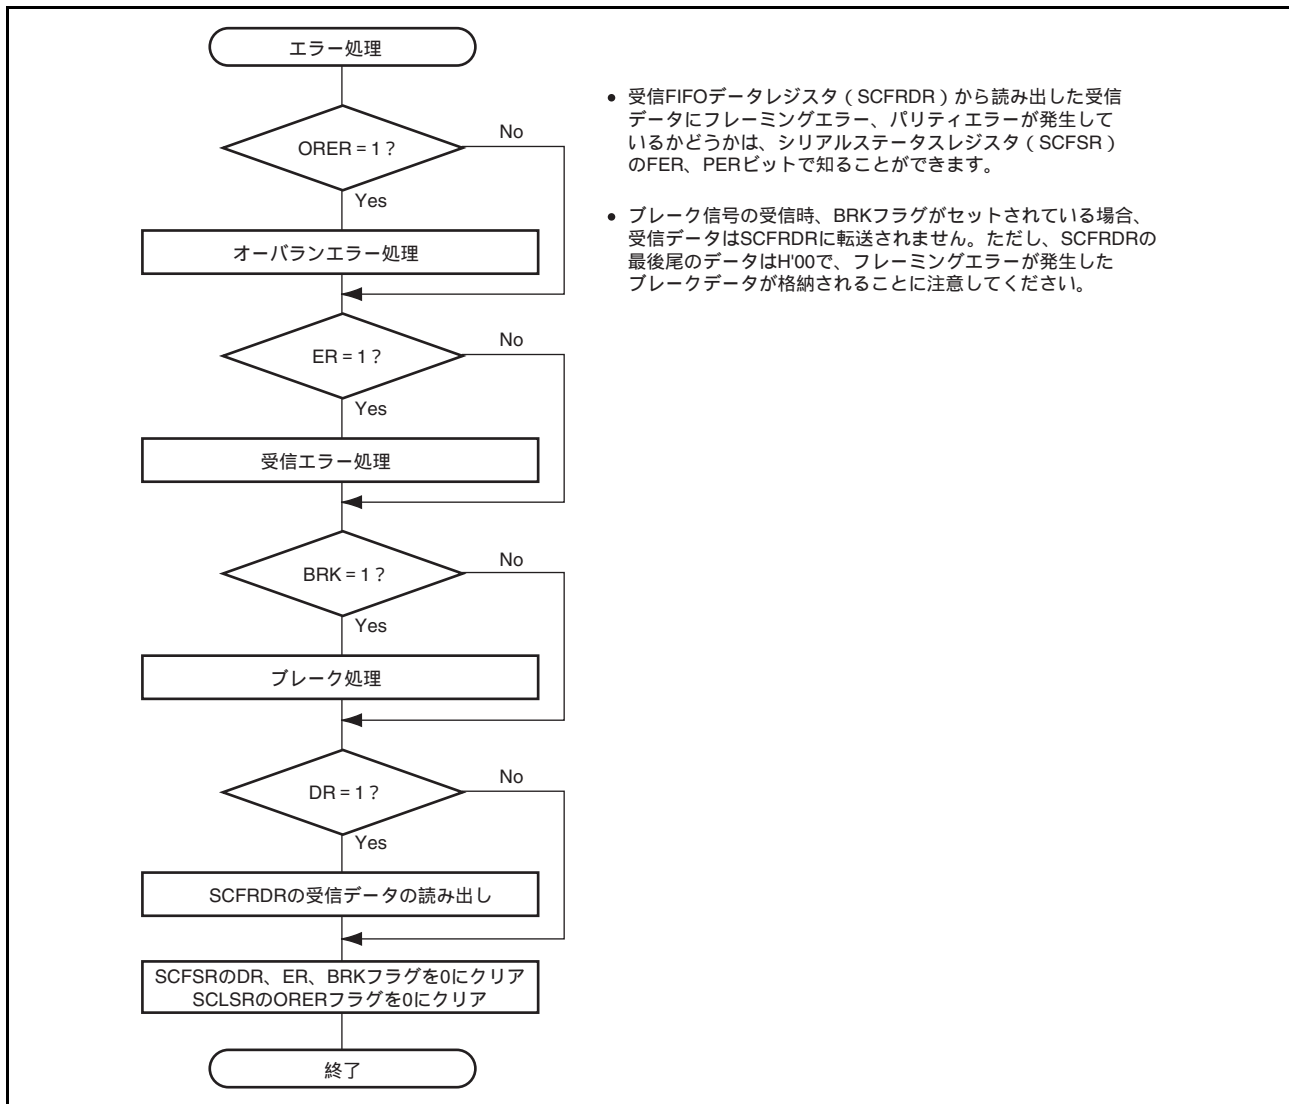 エラー処理
ORER = 1?
No
Yes
オーバランエラー処理
ER = 1?
No
Yes
受信エラー処理
BRK = 1?
No
Yes
ブレーク処理
DR = 1?
No
Yes
SCFRDRの受信データの読み出し
SCFSRのDR、ER、BRKフラグを0にクリア
SCLSRのORERフラグを0にクリア
終了
• 受信FIFOデータレジスタ(SCFRDR)から読み出した受信
データにフレーミングエラー、パリティエラーが発生して
いるかどうかは、シリアルステータスレジスタ(SCFSR)
のFER、PERビットで知ることができます。
• ブレーク信号の受信時、BRKフラグがセットされている場合、
受信データはSCFRDRに転送されません。ただし、SCFRDRの
最後尾のデータはH'00で、フレーミングエラーが発生した
ブレークデータが格納されることに注意してください。